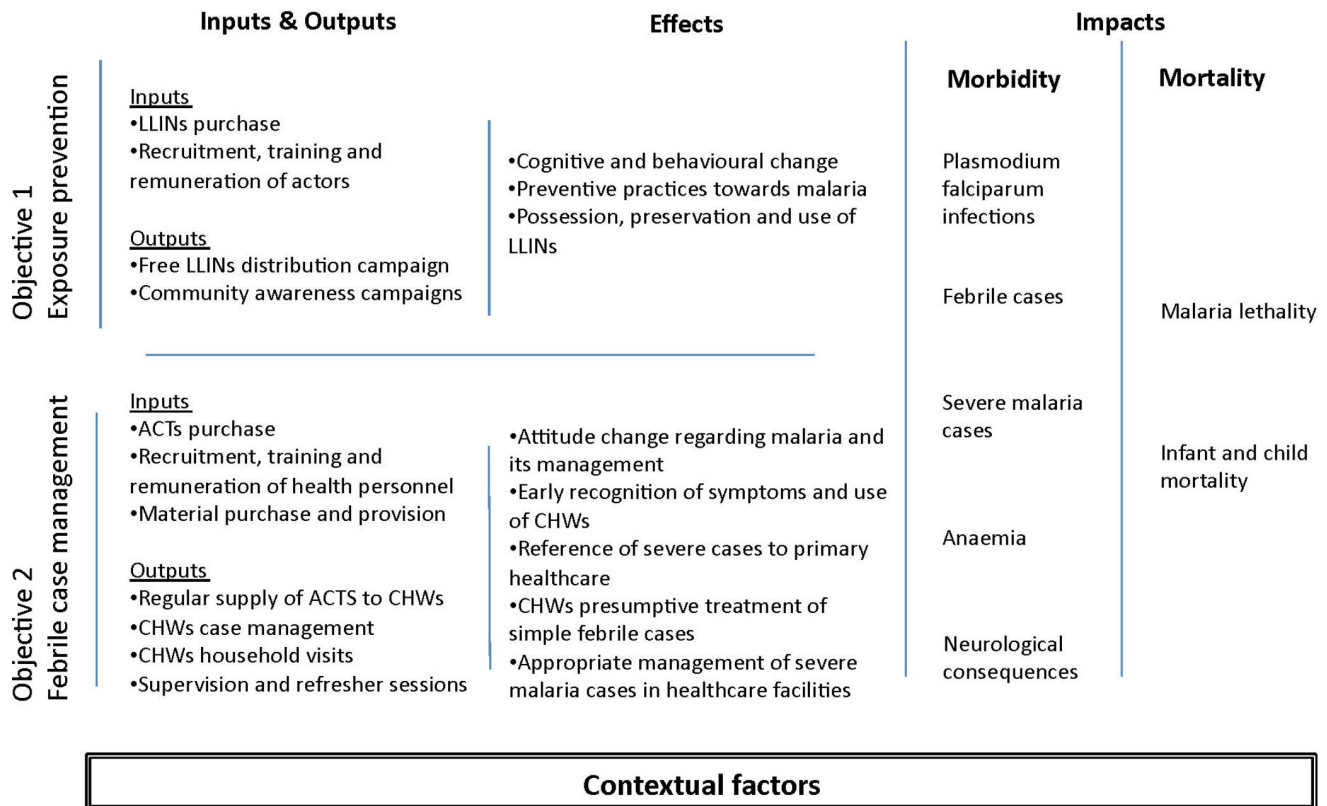 Inputs & Outputs
Effects
Impacts
Morbidity
Mortality
Objective 1
Exposure prevention
Inputs
•LLINs purchase
•Recruitment, training and
remuneration of actors
Outputs
•Free LLINs distribution campaign
•Community awareness campaigns
•Cognitive and behavioural change
•Preventive practices towards malaria
•Possession, preservation and use of
LLINs
Objective 2
Febrile case management
Inputs
•ACTs purchase
•Recruitment, training and
remuneration of health personnel
•Material purchase and provision
Outputs
•Regular supply of ACTS to CHWs
•CHWs case management
•CHWs household visits
•Supervision and refresher sessions
•Attitude change regarding malaria and
its management
•Early recognition of symptoms and use
of CHWs
•Reference of severe cases to primary
healthcare
•CHWs presumptive treatment of
simple febrile cases
•Appropriate management of severe
malaria cases in healthcare facilities
Plasmodium
falciparum
infections
Febrile cases
Severe malaria
cases
Anaemia
Neurological
consequences
Malaria lethality
Infant and child
mortality
Contextual factors